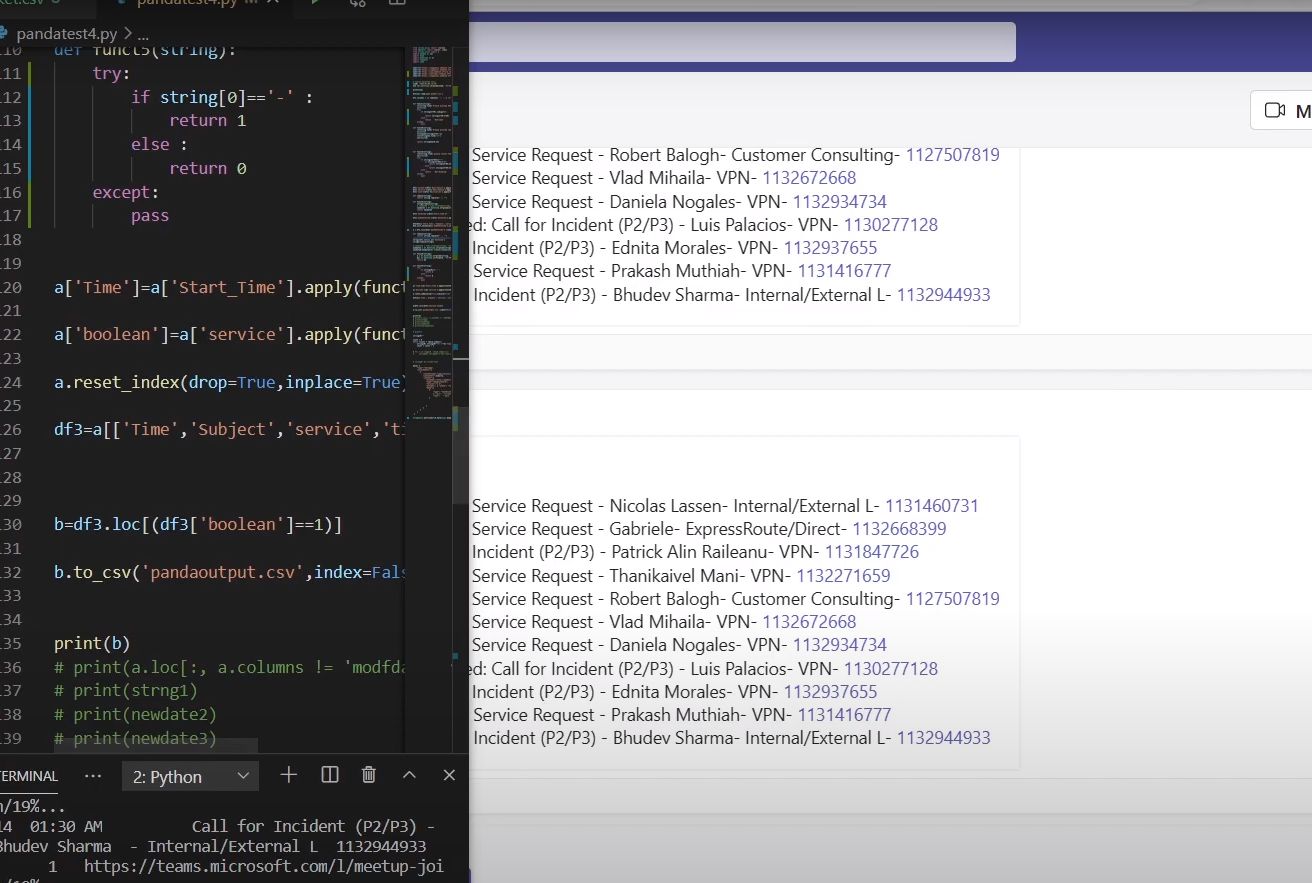 pandatest4.py
pandatest4.py > ...
110 def funct5(string):
111 try:
112 if string[0]=='-' :
113 return 1
114 else :
115 return 0
116 except:
117 pass
118
119
120 a['Time']=a['Start_Time'].apply(funct
121
122 a['boolean']=a['service'].apply(funct
123
124 a.reset_index(drop=True,inplace=True)
125
126 df3=a[['Time','Subject','service','ti
127
128
129
130 b=df3.loc[(df3['boolean']==1)]
131
132 b.to_csv('pandaoutput.csv',index=Fals
133
134
135 print(b)
136 # print(a.loc[:, a.columns != 'modfda
137 # print(strng1)
138 # print(newdate2)
139 # print(newdate3)
TERMINAL ... 2: Python
n/19%...
14 01:30 AM Call for Incident (P2/P3) -
Bhudev Sharma - Internal/External L 1132944933
1 https://teams.microsoft.com/l/meetup-joi
M
Service Request - Robert Balogh- Customer Consulting- 1127507819
Service Request - Vlad Mihaila- VPN- 1132672668
Service Request - Daniela Nogales- VPN- 1132934734
ed: Call for Incident (P2/P3) - Luis Palacios- VPN- 1130277128
Incident (P2/P3) - Ednita Morales- VPN- 1132937655
Service Request - Prakash Muthiah- VPN- 1131416777
Incident (P2/P3) - Bhudev Sharma- Internal/External L- 1132944933
Service Request - Nicolas Lassen- Internal/External L- 1131460731
Service Request - Gabriele- ExpressRoute/Direct- 1132668399
Incident (P2/P3) - Patrick Alin Raileanu- VPN- 1131847726
Service Request - Thanikaivel Mani- VPN- 1132271659
Service Request - Robert Balogh- Customer Consulting- 1127507819
Service Request - Vlad Mihaila- VPN- 1132672668
Service Request - Daniela Nogales- VPN- 1132934734
ed: Call for Incident (P2/P3) - Luis Palacios- VPN- 1130277128
Incident (P2/P3) - Ednita Morales- VPN- 1132937655
Service Request - Prakash Muthiah- VPN- 1131416777
Incident (P2/P3) - Bhudev Sharma- Internal/External L- 1132944933